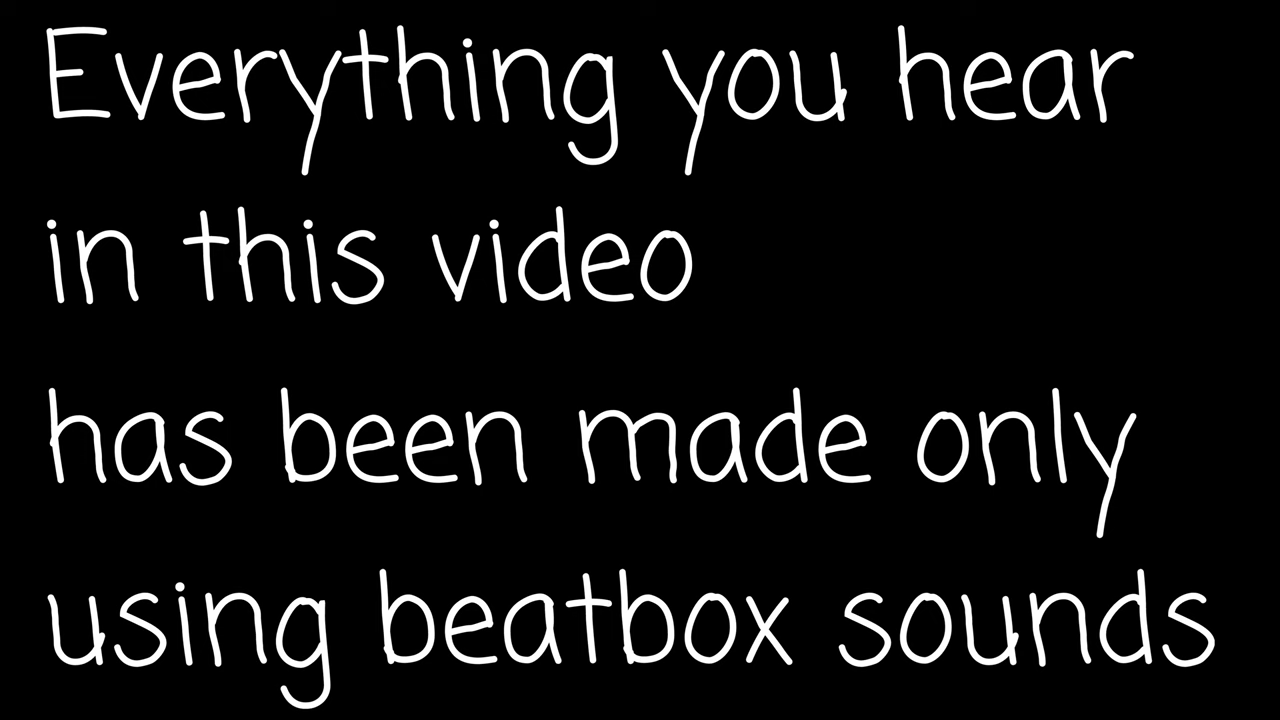 Everything you hear
in this video
has been made only
using beatbox sounds